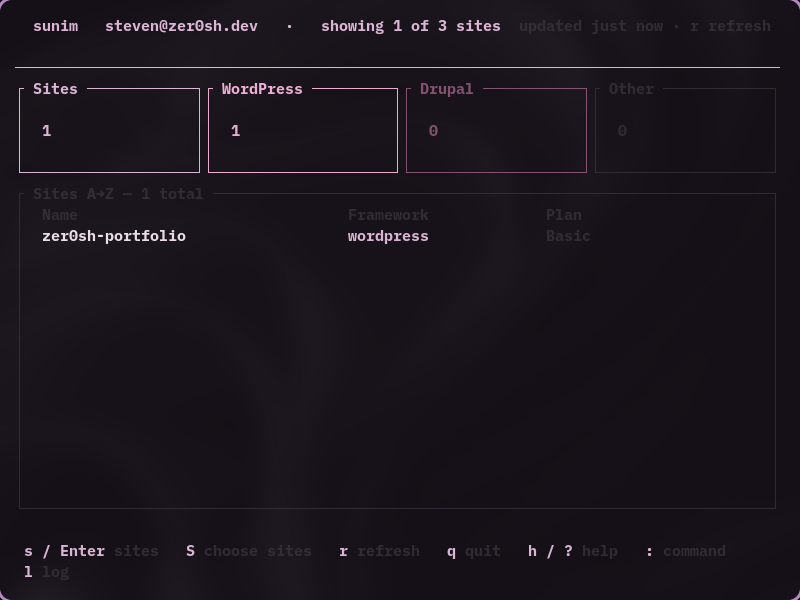 sunim steven@zer0sh.dev · showing 1 of 3 sites updated just now · r refresh
Sites WordPress Drupal Other
1 1 0 0
Sites A→Z — 1 total
Name Framework Plan
zer0sh-portfolio wordpress Basic
s / Enter sites S choose sites r refresh q quit h / ? help : command
l log